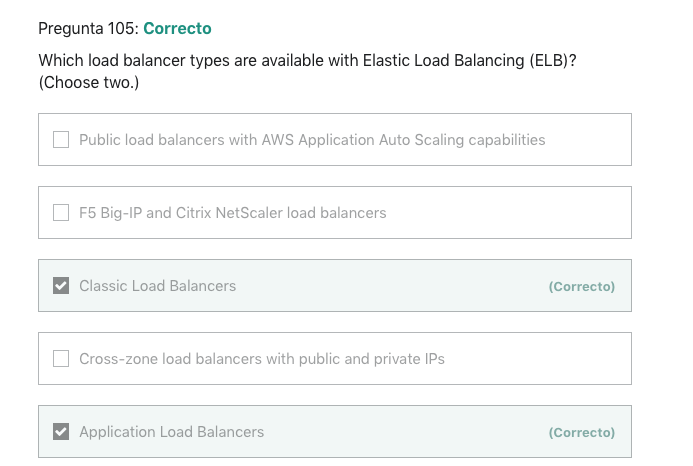 Pregunta 105: Correcto
Which load balancer types are available with Elastic Load Balancing (ELB)?
(Choose two.)
Public load balancers with AWS Application Auto Scaling capabilities
F5 Big-IP and Citrix NetScaler load balancers
Classic Load Balancers (Correcto)
Cross-zone load balancers with public and private IPs
Application Load Balancers (Correcto)